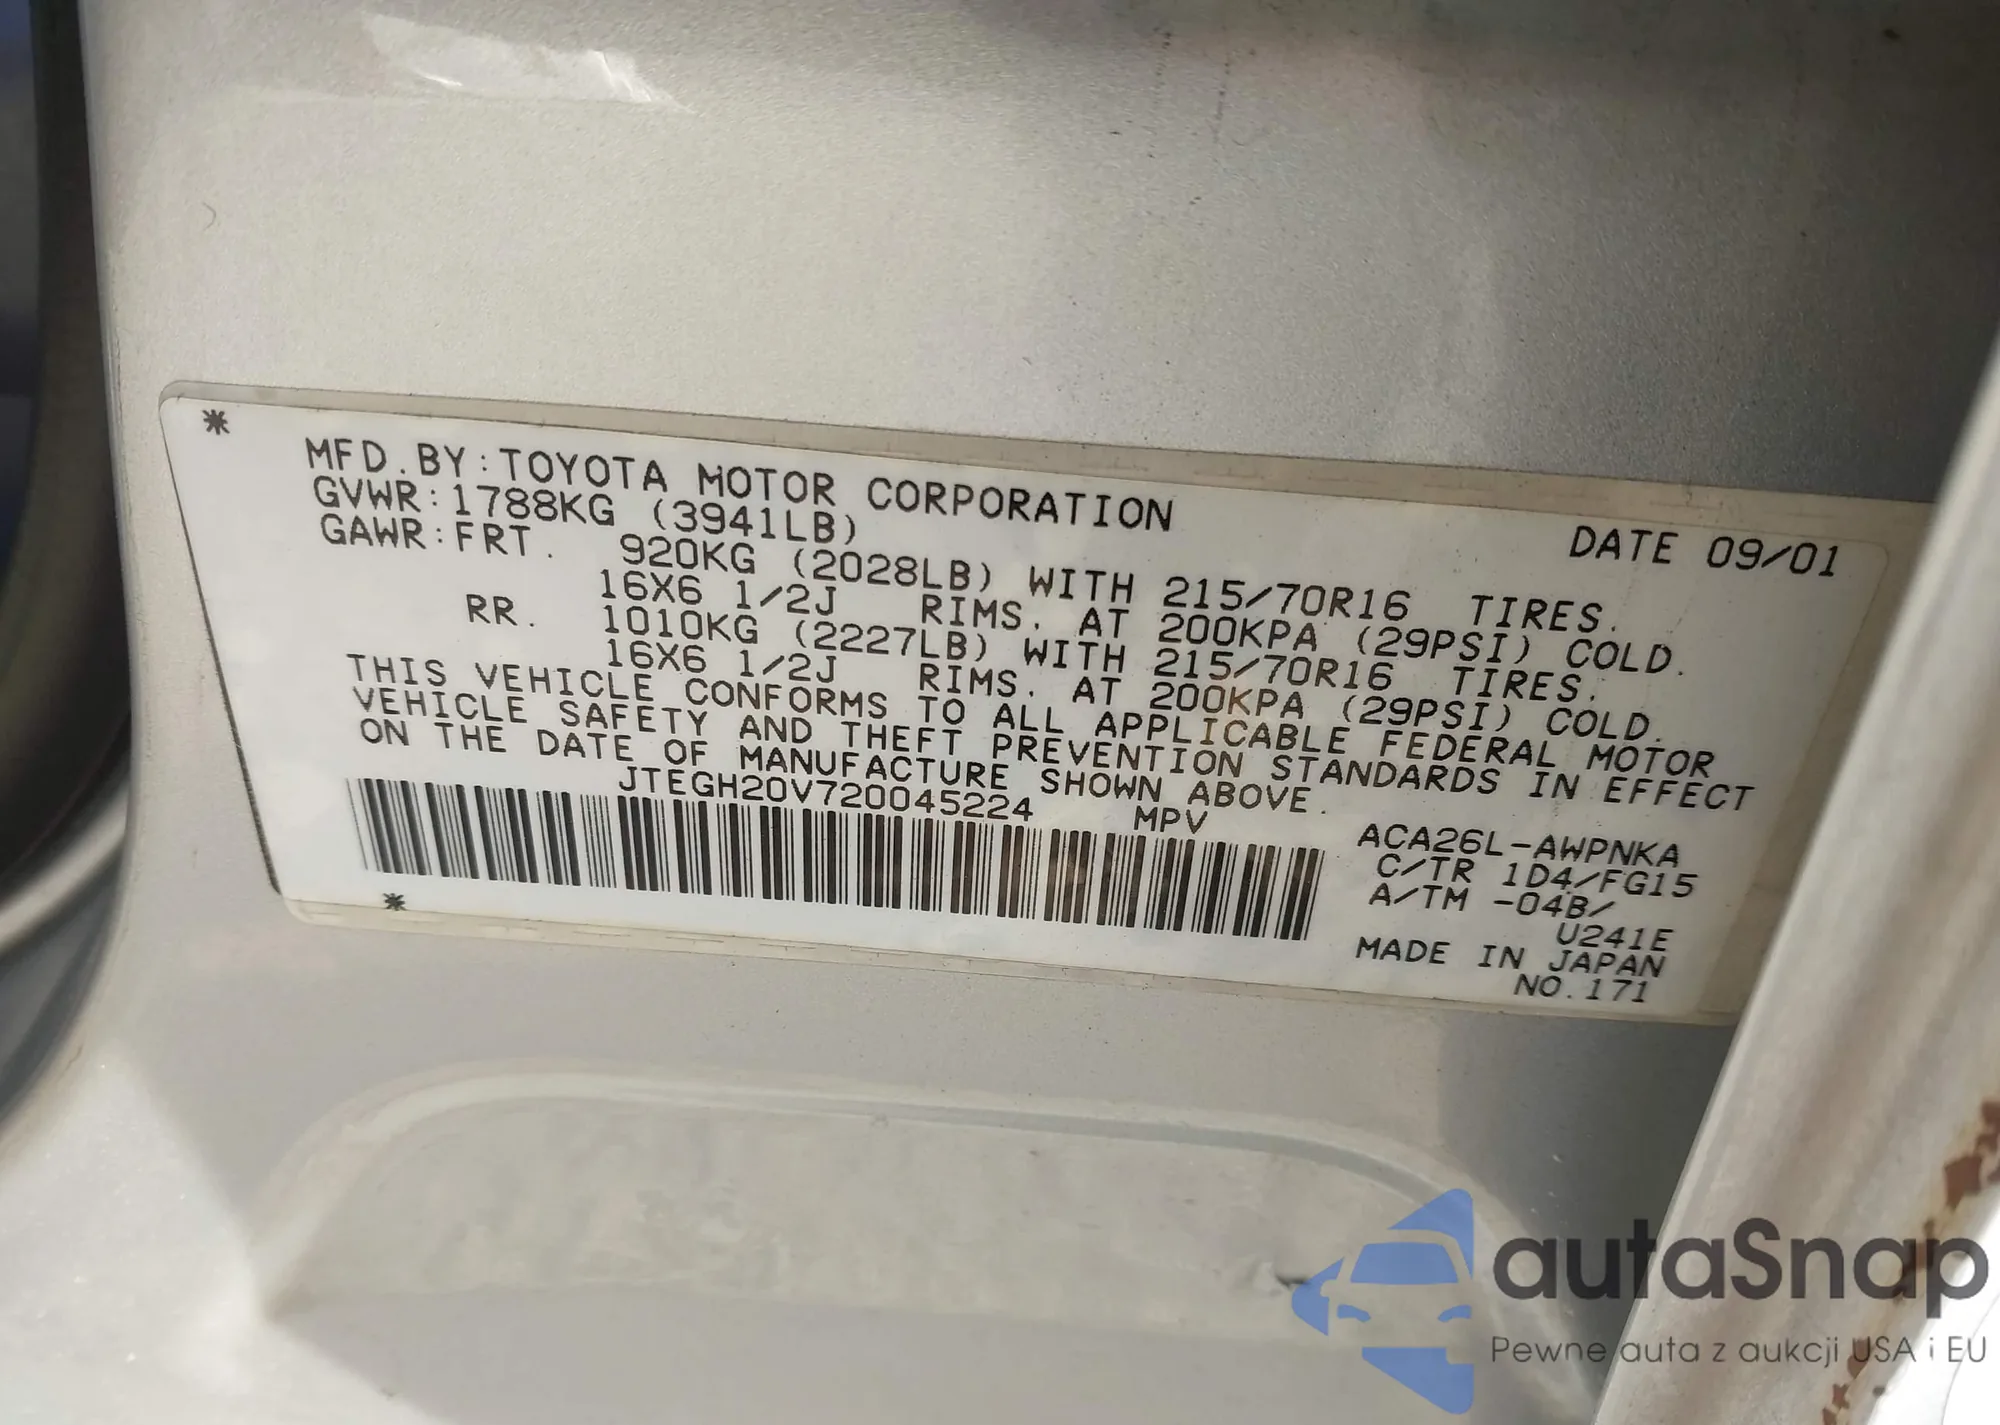 *
MFD.BY:TOYOTA MOTOR CORPORATION DATE 09/01
GVWR:1788KG (3941LB)
GAWR:FRT. 920KG (2028LB) WITH 215/70R16 TIRES.
16X6 1/2J RIMS. AT 200KPA (29PSI) COLD.
RR. 1010KG (2227LB) WITH 215/70R16 TIRES.
16X6 1/2J RIMS. AT 200KPA (29PSI) COLD.
THIS VEHICLE CONFORMS TO ALL APPLICABLE FEDERAL MOTOR
VEHICLE SAFETY AND THEFT PREVENTION STANDARDS IN EFFECT
ON THE DATE OF MANUFACTURE SHOWN ABOVE.
JTEGH20V720045224 MPV
ACA26L-AWPNKA
C/TR 1D4/FG15
A/TM -04B/
U241E
MADE IN JAPAN
NO.171
*
autaSnap
Pewne auta z aukcji USA i EU